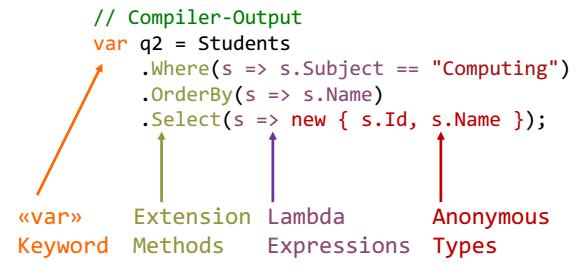 // Compiler-Output
var q2 = Students
.Where(s => s.Subject == "Computing")
.OrderBy(s => s.Name)
.Select(s => new { s.Id, s.Name });
«var» Keyword
Extension Methods
Lambda Expressions
Anonymous Types